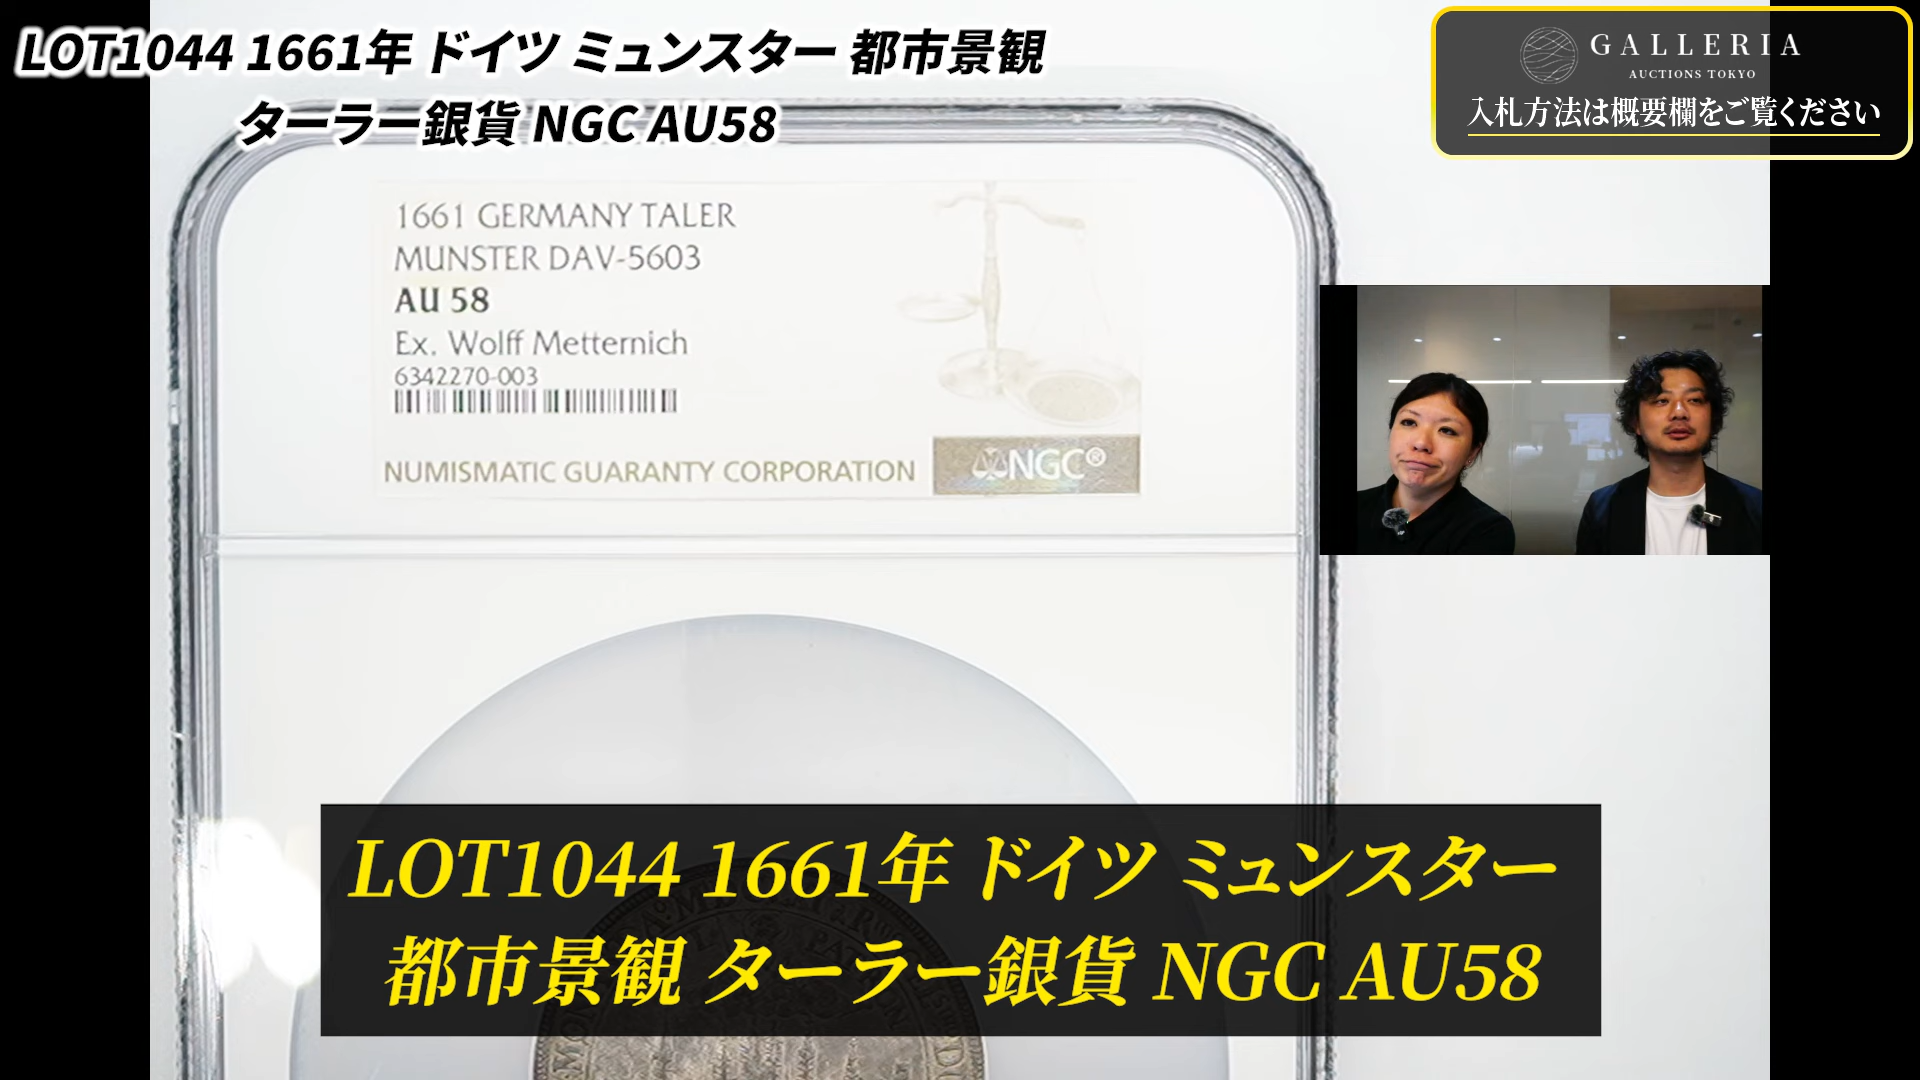 LOT1044 1661年 ドイツ ミュンスター 都市景観
ターラー銀貨 NGC AU58
GALLERIA
AUCTIONS TOKYO
入札方法は概要欄をご覧ください
1661 GERMANY TALER
MUNSTER DAV-5603
AU 58
Ex. Wolff Metternich
6342270-003
NUMISMATIC GUARANTY CORPORATION
NGC®
LOT1044 1661年 ドイツ ミュンスター
都市景観 ターラー銀貨 NGC AU58